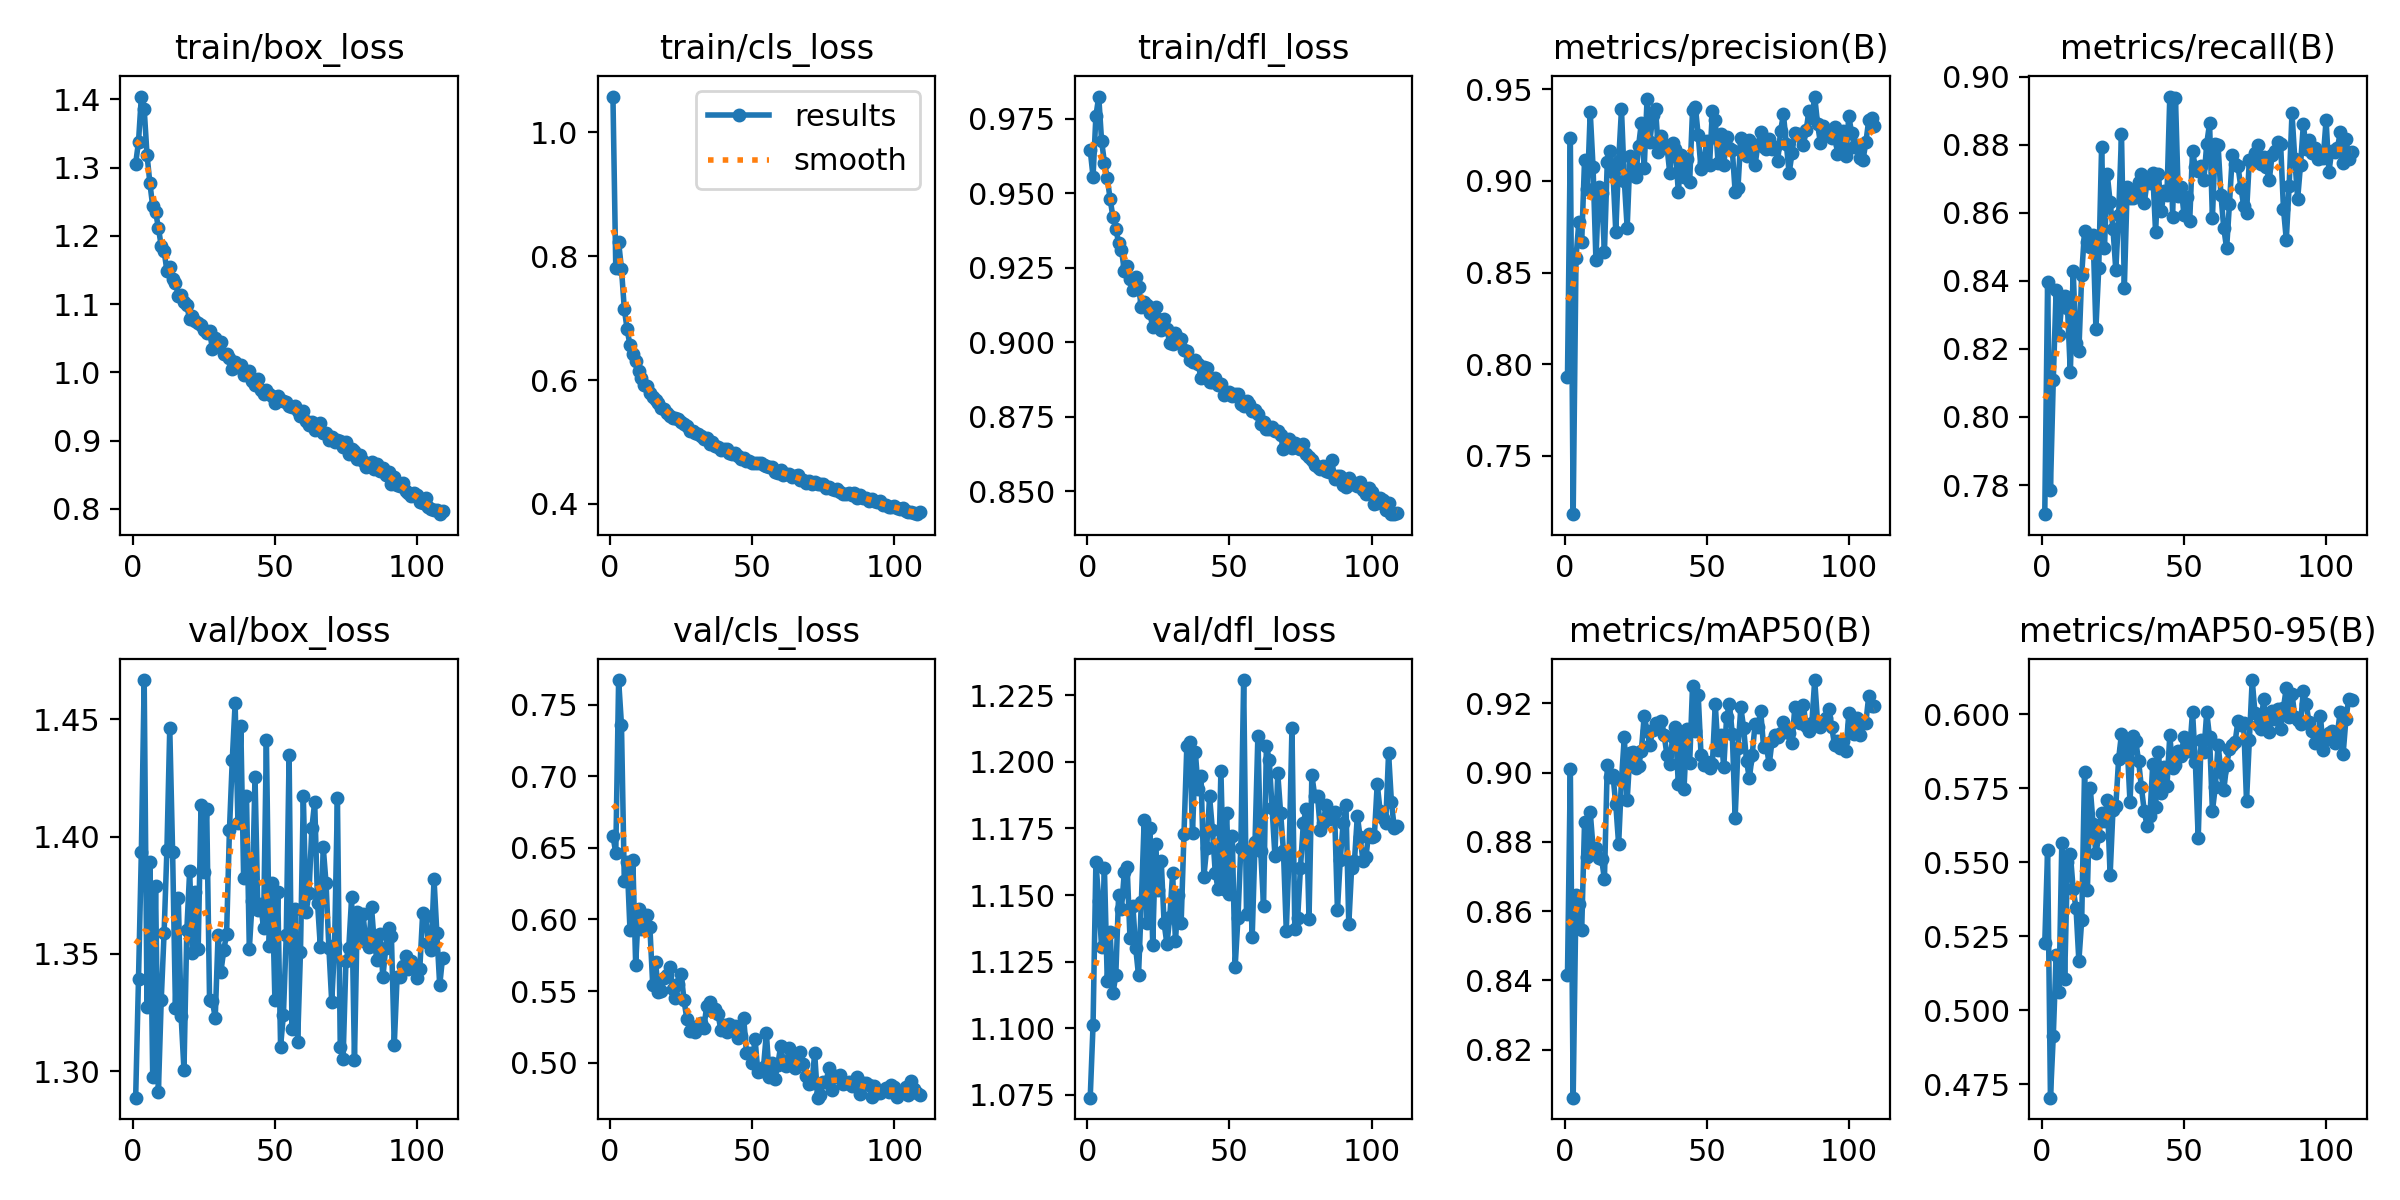 train/box_loss
1.4
1.3
1.2
1.1
1.0
0.9
0.8
0 50 100
train/cls_loss
results
smooth
1.0
0.8
0.6
0.4
0 50 100
train/dfl_loss
0.975
0.950
0.925
0.900
0.875
0.850
0 50 100
metrics/precision(B)
0.95
0.90
0.85
0.80
0.75
0 50 100
metrics/recall(B)
0.90
0.88
0.86
0.84
0.82
0.80
0.78
0 50 100
val/box_loss
1.45
1.40
1.35
1.30
0 50 100
val/cls_loss
0.75
0.70
0.65
0.60
0.55
0.50
0 50 100
val/dfl_loss
1.225
1.200
1.175
1.150
1.125
1.100
1.075
0 50 100
metrics/mAP50(B)
0.92
0.90
0.88
0.86
0.84
0.82
0 50 100
metrics/mAP50-95(B)
0.600
0.575
0.550
0.525
0.500
0.475
0 50 100